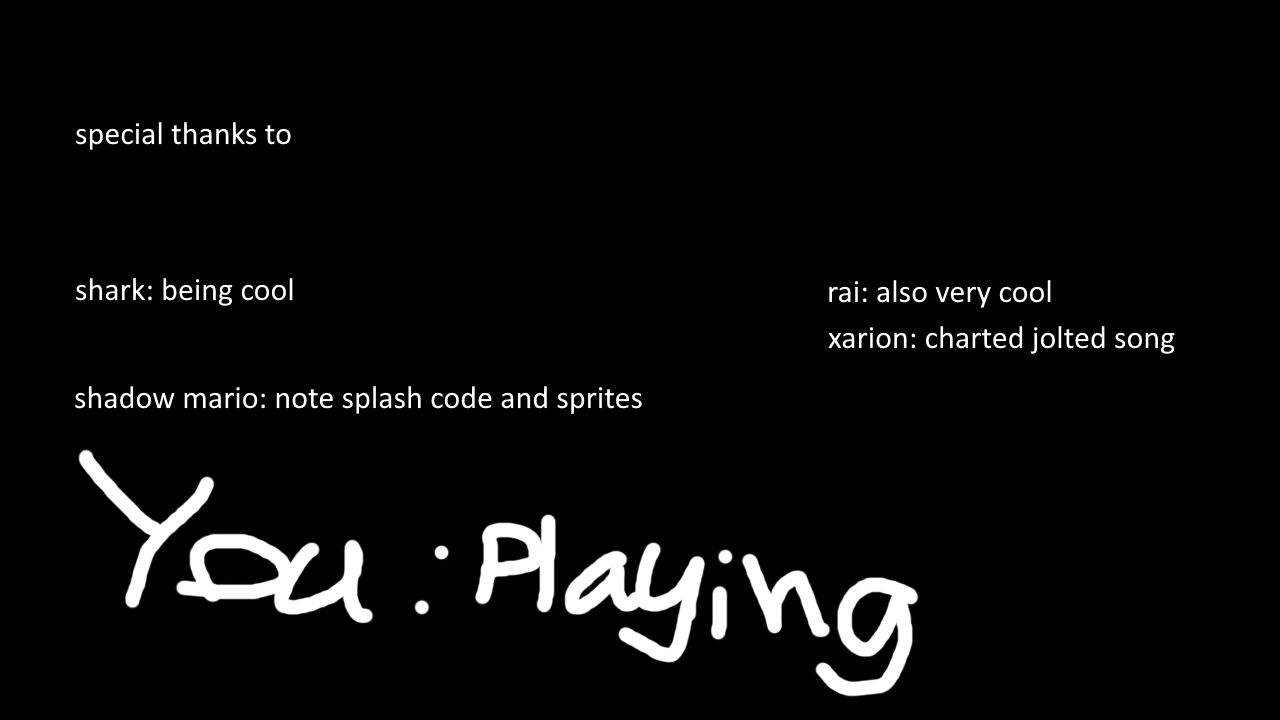 special thanks to
shark: being cool
rai: also very cool
xarion: charted jolted song
shadow mario: note splash code and sprites
You : Playing